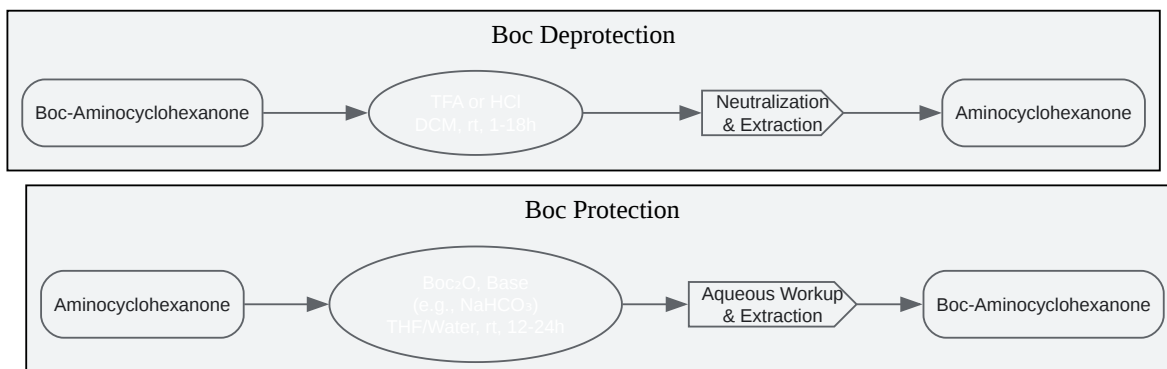 Boc Deprotection
Boc-Aminocyclohexanone
TFA or HCl
DCM, rt, 1-18h
Neutralization
& Extraction
Aminocyclohexanone
Boc Protection
Aminocyclohexanone
Boc₂O, Base
(e.g., NaHCO₃)
THF/Water, rt, 12-24h
Aqueous Workup
& Extraction
Boc-Aminocyclohexanone